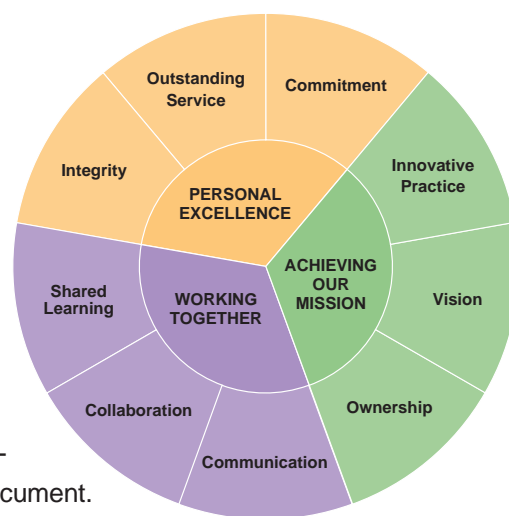 Outstanding
Service
Commitment
Integrity
Innovative
Practice
PERSONAL
EXCELLENCE
ACHIEVING
OUR
MISSION
Shared
Learning
WORKING
TOGETHER
Vision
Collaboration
Ownership
Communication
-
cument.